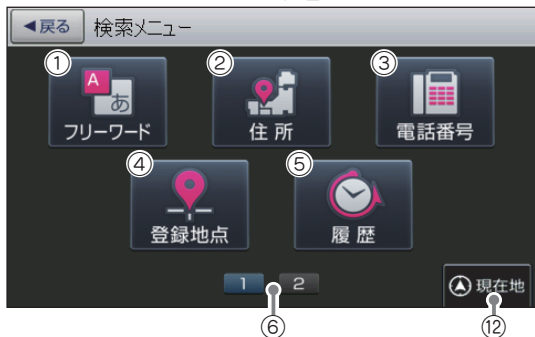 ◀戻る 検索メニュー
① ② ③
A あ
フリーワード 住所 電話番号
④ ⑤
登録地点 履歴
1 2 現在地
⑥ ⑫